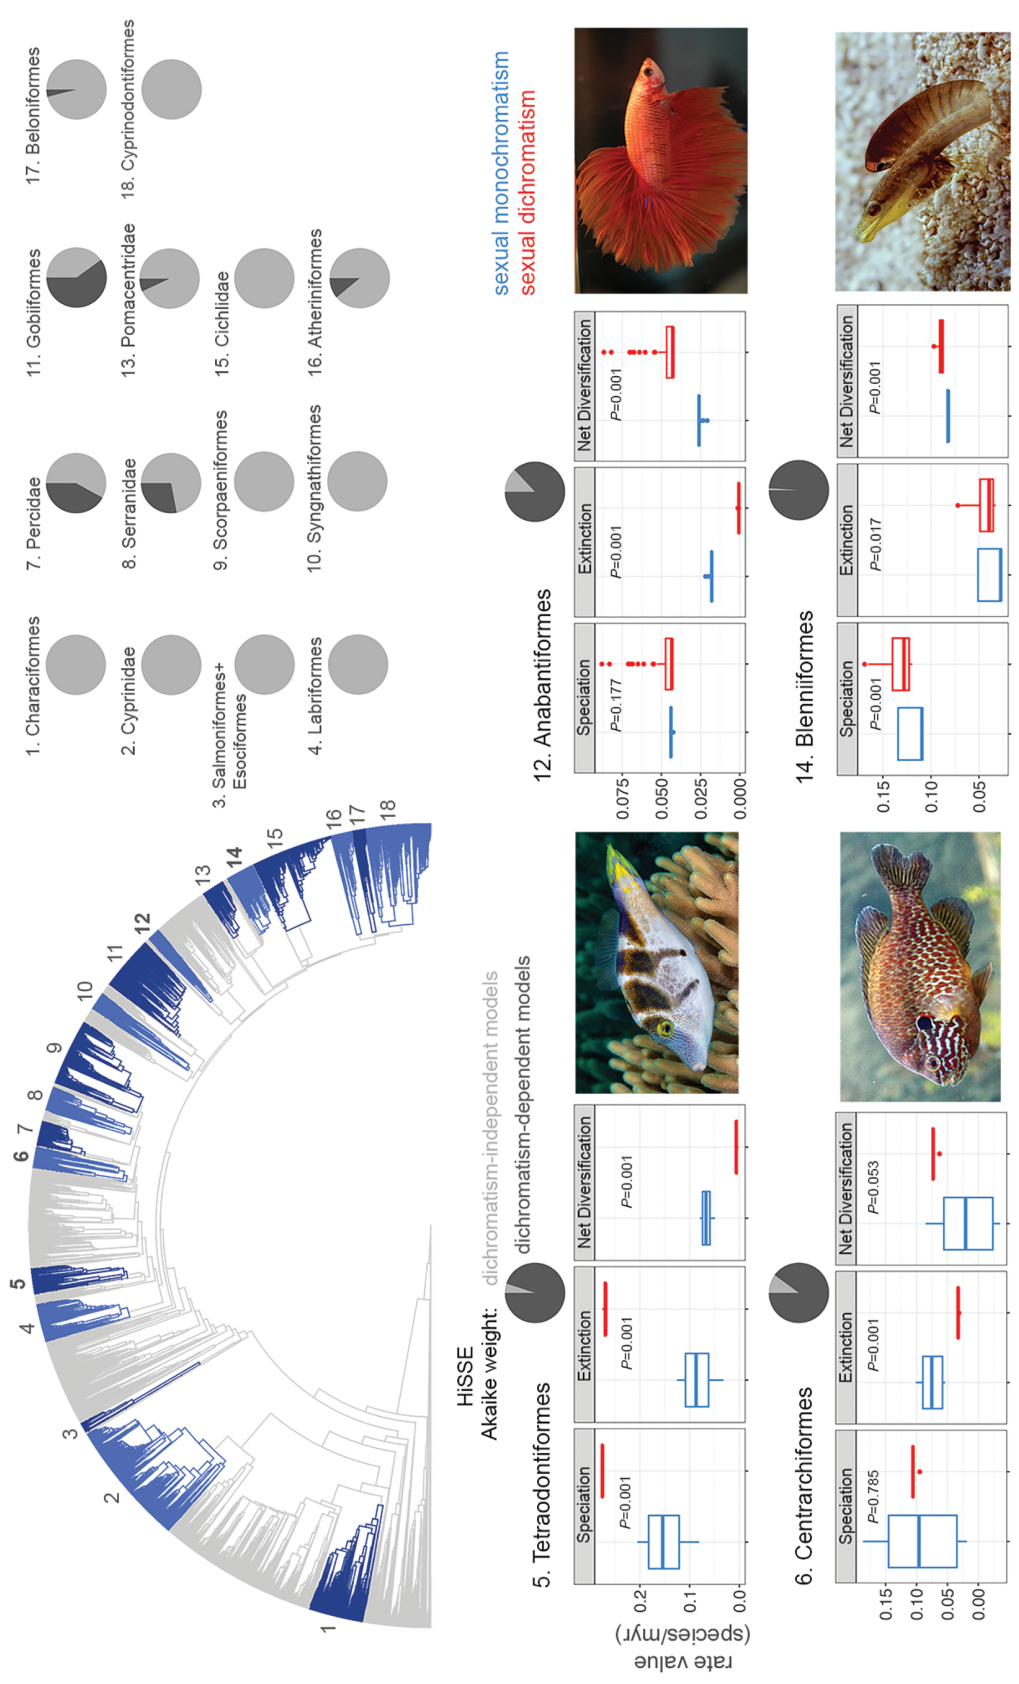 1
2
3
4
5
6
7
8
9
10
11
12
13
14
15
16
17
18
1. Characiformes
2. Cyprinidae
3. Salmoniformes+
Esociformes
4. Labriformes
7. Percidae
8. Serranidae
9. Scorpaeniformes
10. Syngnathiformes
11. Gobiiformes
13. Pomacentridae
15. Cichlidae
16. Atheriniformes
17. Beloniformes
18. Cyprinodontiformes
HiSSE
Akaike weight:
dichromatism-independent models
dichromatism-dependent models
sexual monochromatism
sexual dichromatism
5. Tetraodontiformes
Speciation
Extinction
Net Diversification
P=0.001
P=0.001
P=0.001
0.2
0.1
0.0
rate value
(species/myr)
12. Anabantiformes
Speciation
Extinction
Net Diversification
P=0.177
P=0.001
P=0.001
0.075
0.050
0.025
0.000
6. Centrarchiformes
Speciation
Extinction
Net Diversification
P=0.785
P=0.001
P=0.053
0.15
0.10
0.05
0.00
14. Blenniiformes
Speciation
Extinction
Net Diversification
P=0.001
P=0.017
P=0.001
0.15
0.10
0.05